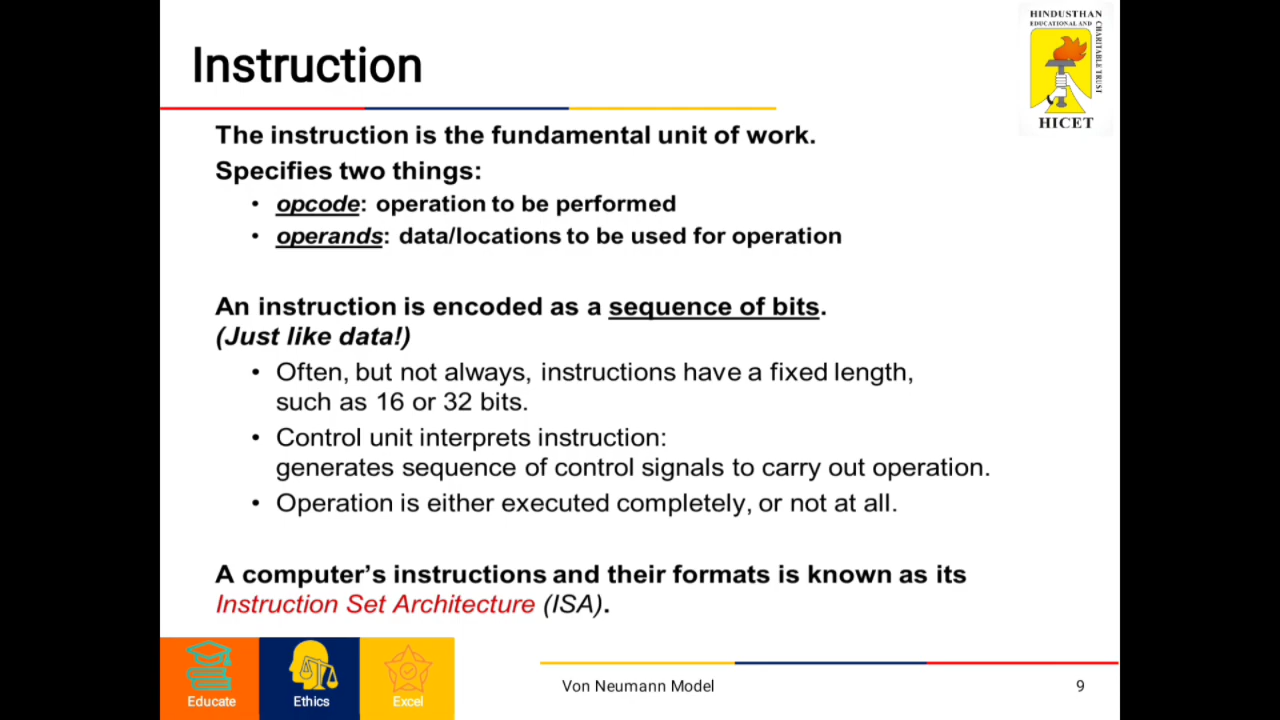 Instruction
HINDUSTHAN
EDUCATIONAL AND
CHARITABLE TRUST
HICET
The instruction is the fundamental unit of work.
Specifies two things:
• opcode: operation to be performed
• operands: data/locations to be used for operation
An instruction is encoded as a sequence of bits.
(Just like data!)
• Often, but not always, instructions have a fixed length,
such as 16 or 32 bits.
• Control unit interprets instruction:
generates sequence of control signals to carry out operation.
• Operation is either executed completely, or not at all.
A computer’s instructions and their formats is known as its
Instruction Set Architecture (ISA).
Educate
Ethics
Excel
Von Neumann Model
9